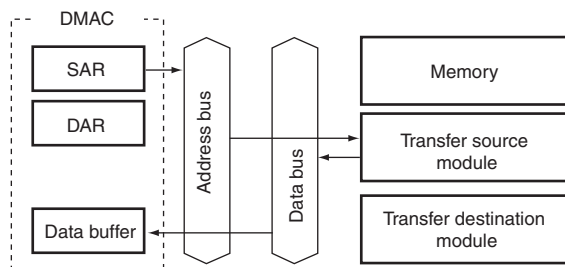 DMAC
SAR
DAR
Data buffer
Address bus
Data bus
Memory
Transfer source
module
Transfer destination
module